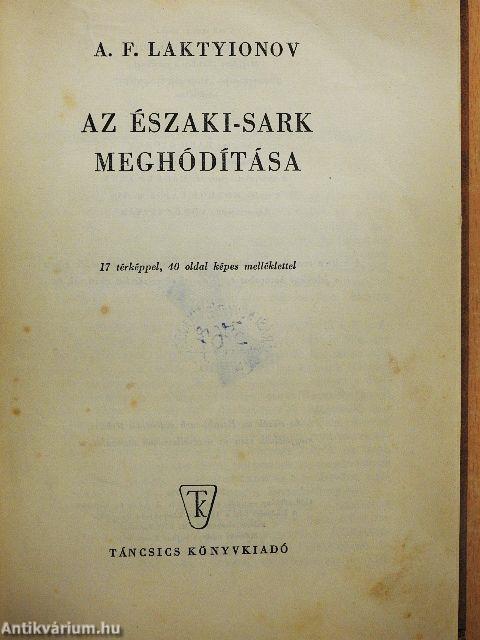 A. F. LAKTYIONOV
AZ ÉSZAKI-SARK
MEGHÓDÍTÁSA
17 térképpel, 40 oldal képes melléklettel
Tk
TÁNCSICS KÖNYVKIADÓ
Antikvárium.hu